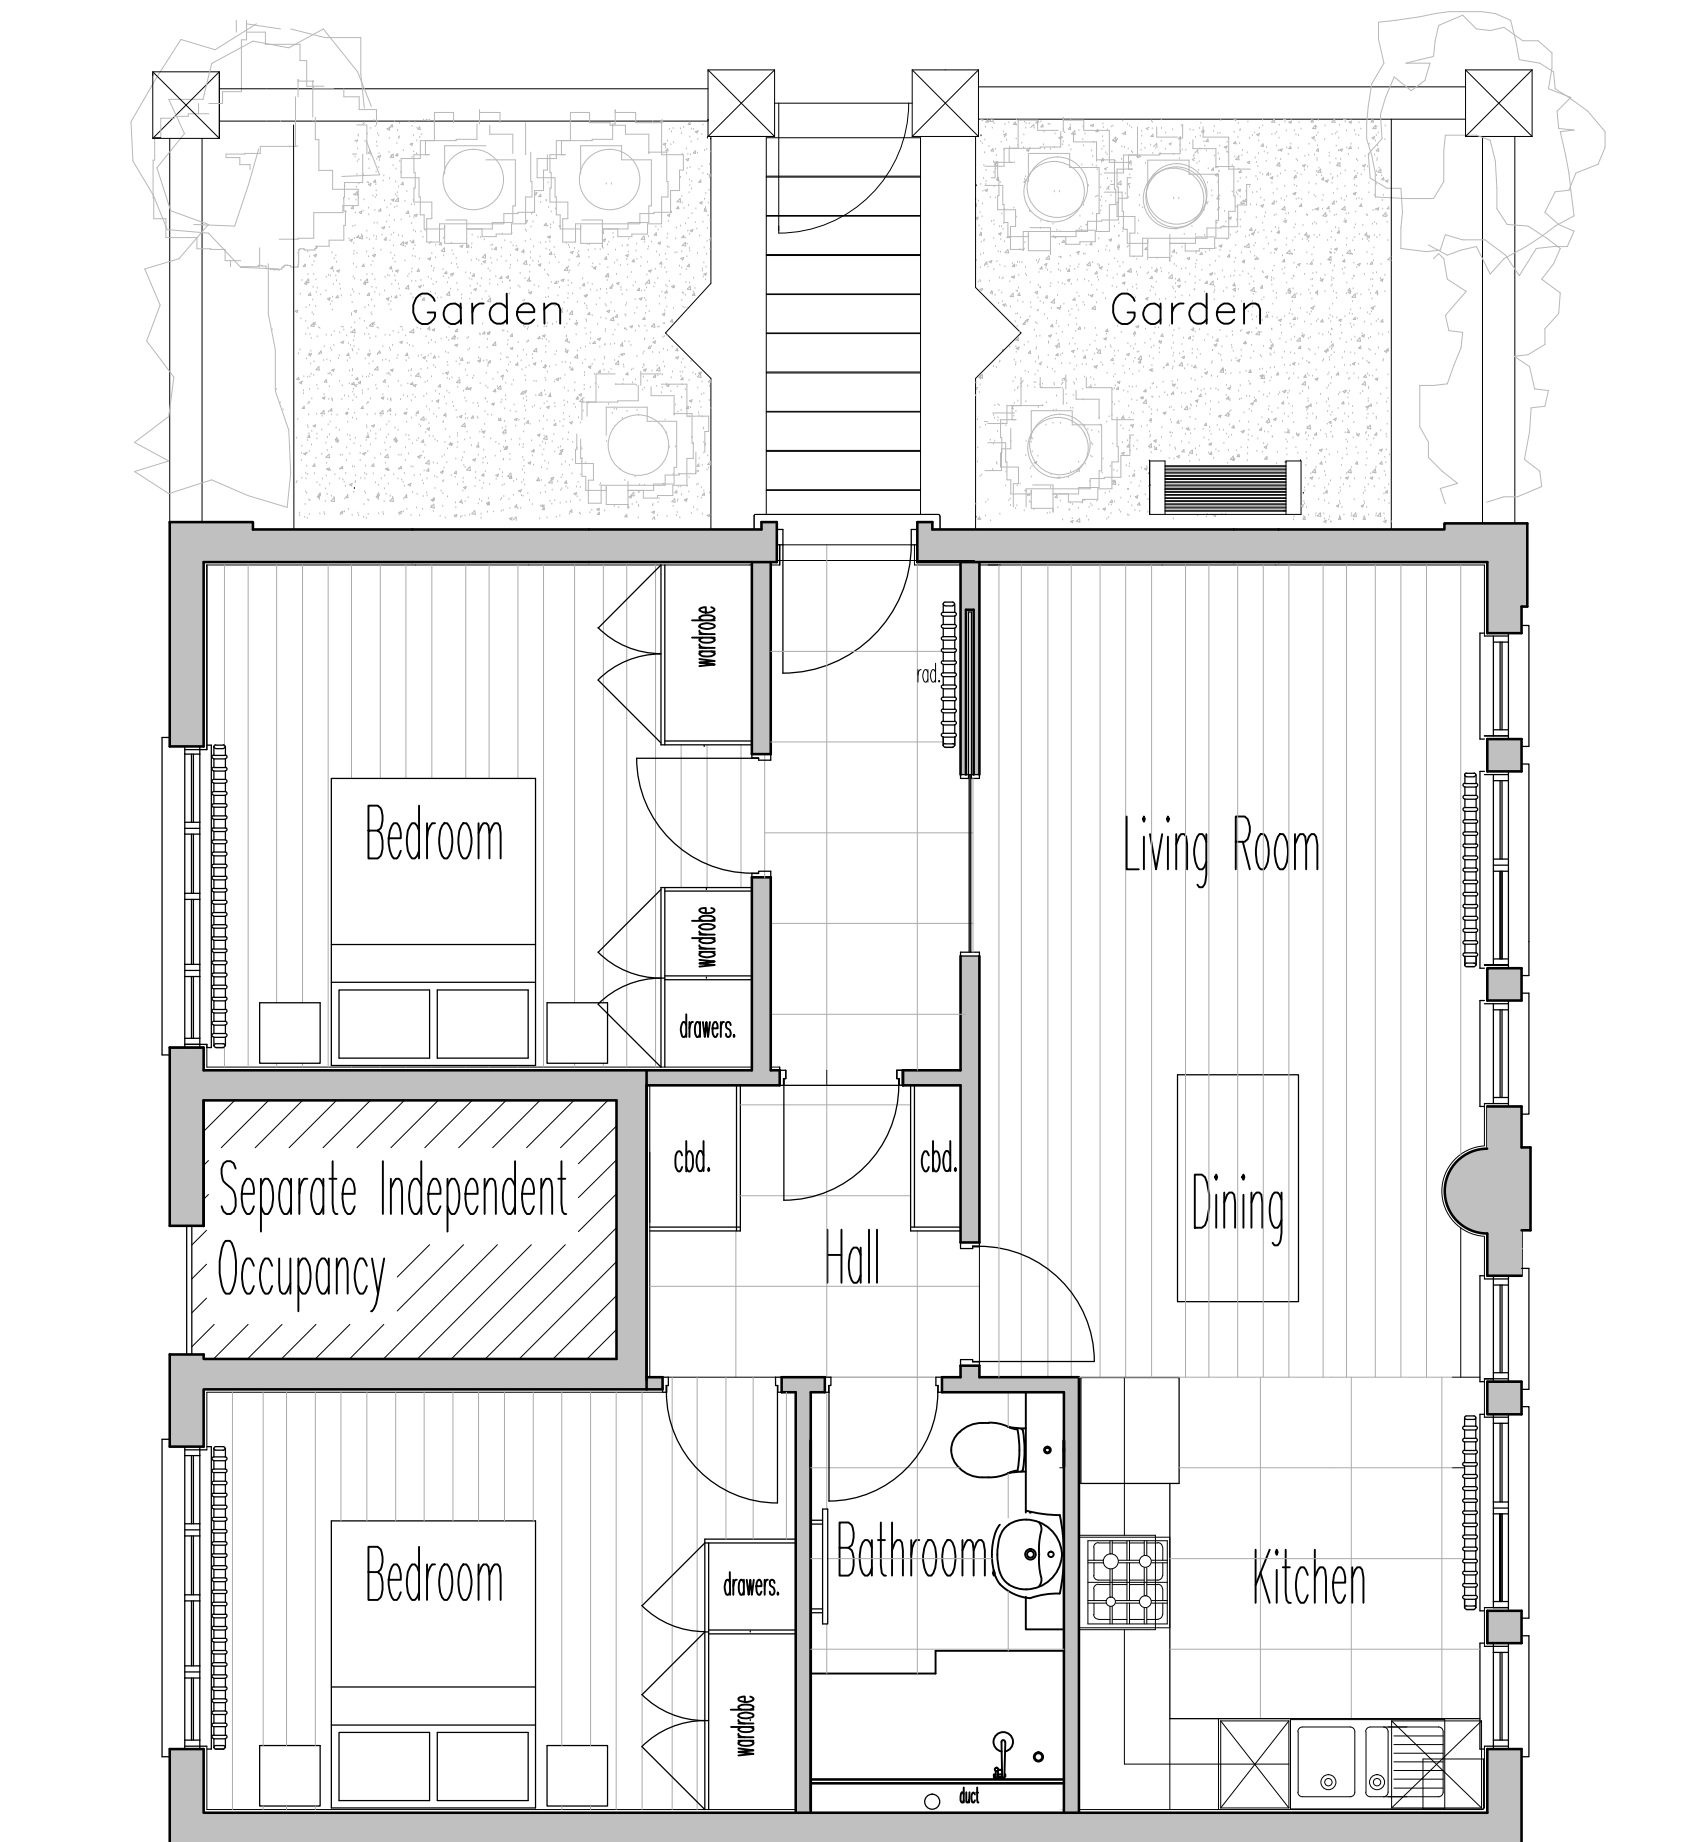 Garden
Garden
wardrobe
rad.
Bedroom
Living Room
wardrobe
drawers.
cbd.
cbd.
Separate Independent
Occupancy
Dining
Hall
Bathroom
Kitchen
Bedroom
drawers.
wardrobe
duct